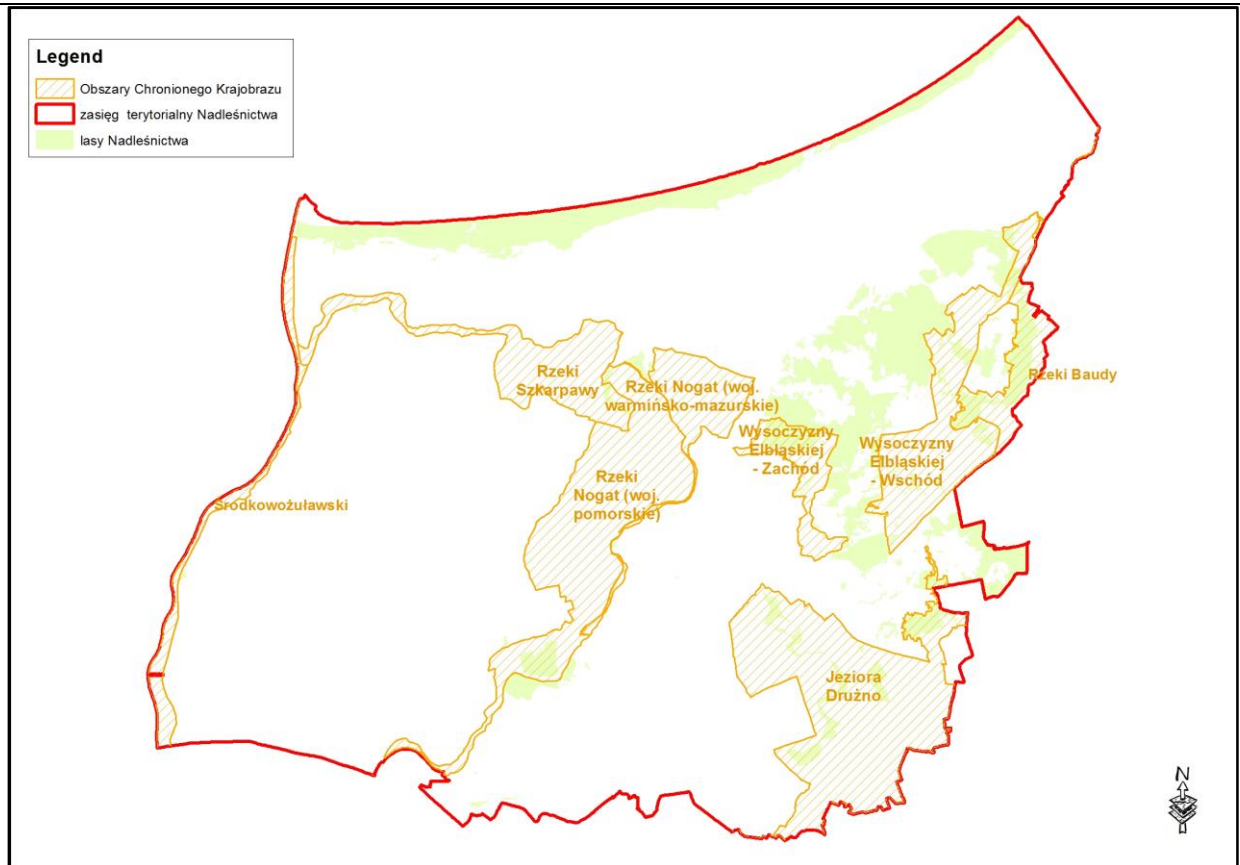 Legend
Obszary Chronionego Krajobrazu
zasięg terytorialny Nadleśnictwa
lasy Nadleśnictwa
Rzeki
Szkarpawy
Rzeki Nogat (woj.
warmińsko-mazurskie)
Rzeki Baudy
Wysoczyzny
Elbląskiej
- Zachód
Wysoczyzny
Elbląskiej
- Wschód
Rzeki
Nogat (woj.
pomorskie)
Środkowożuławski
Jeziora
Drużno
N